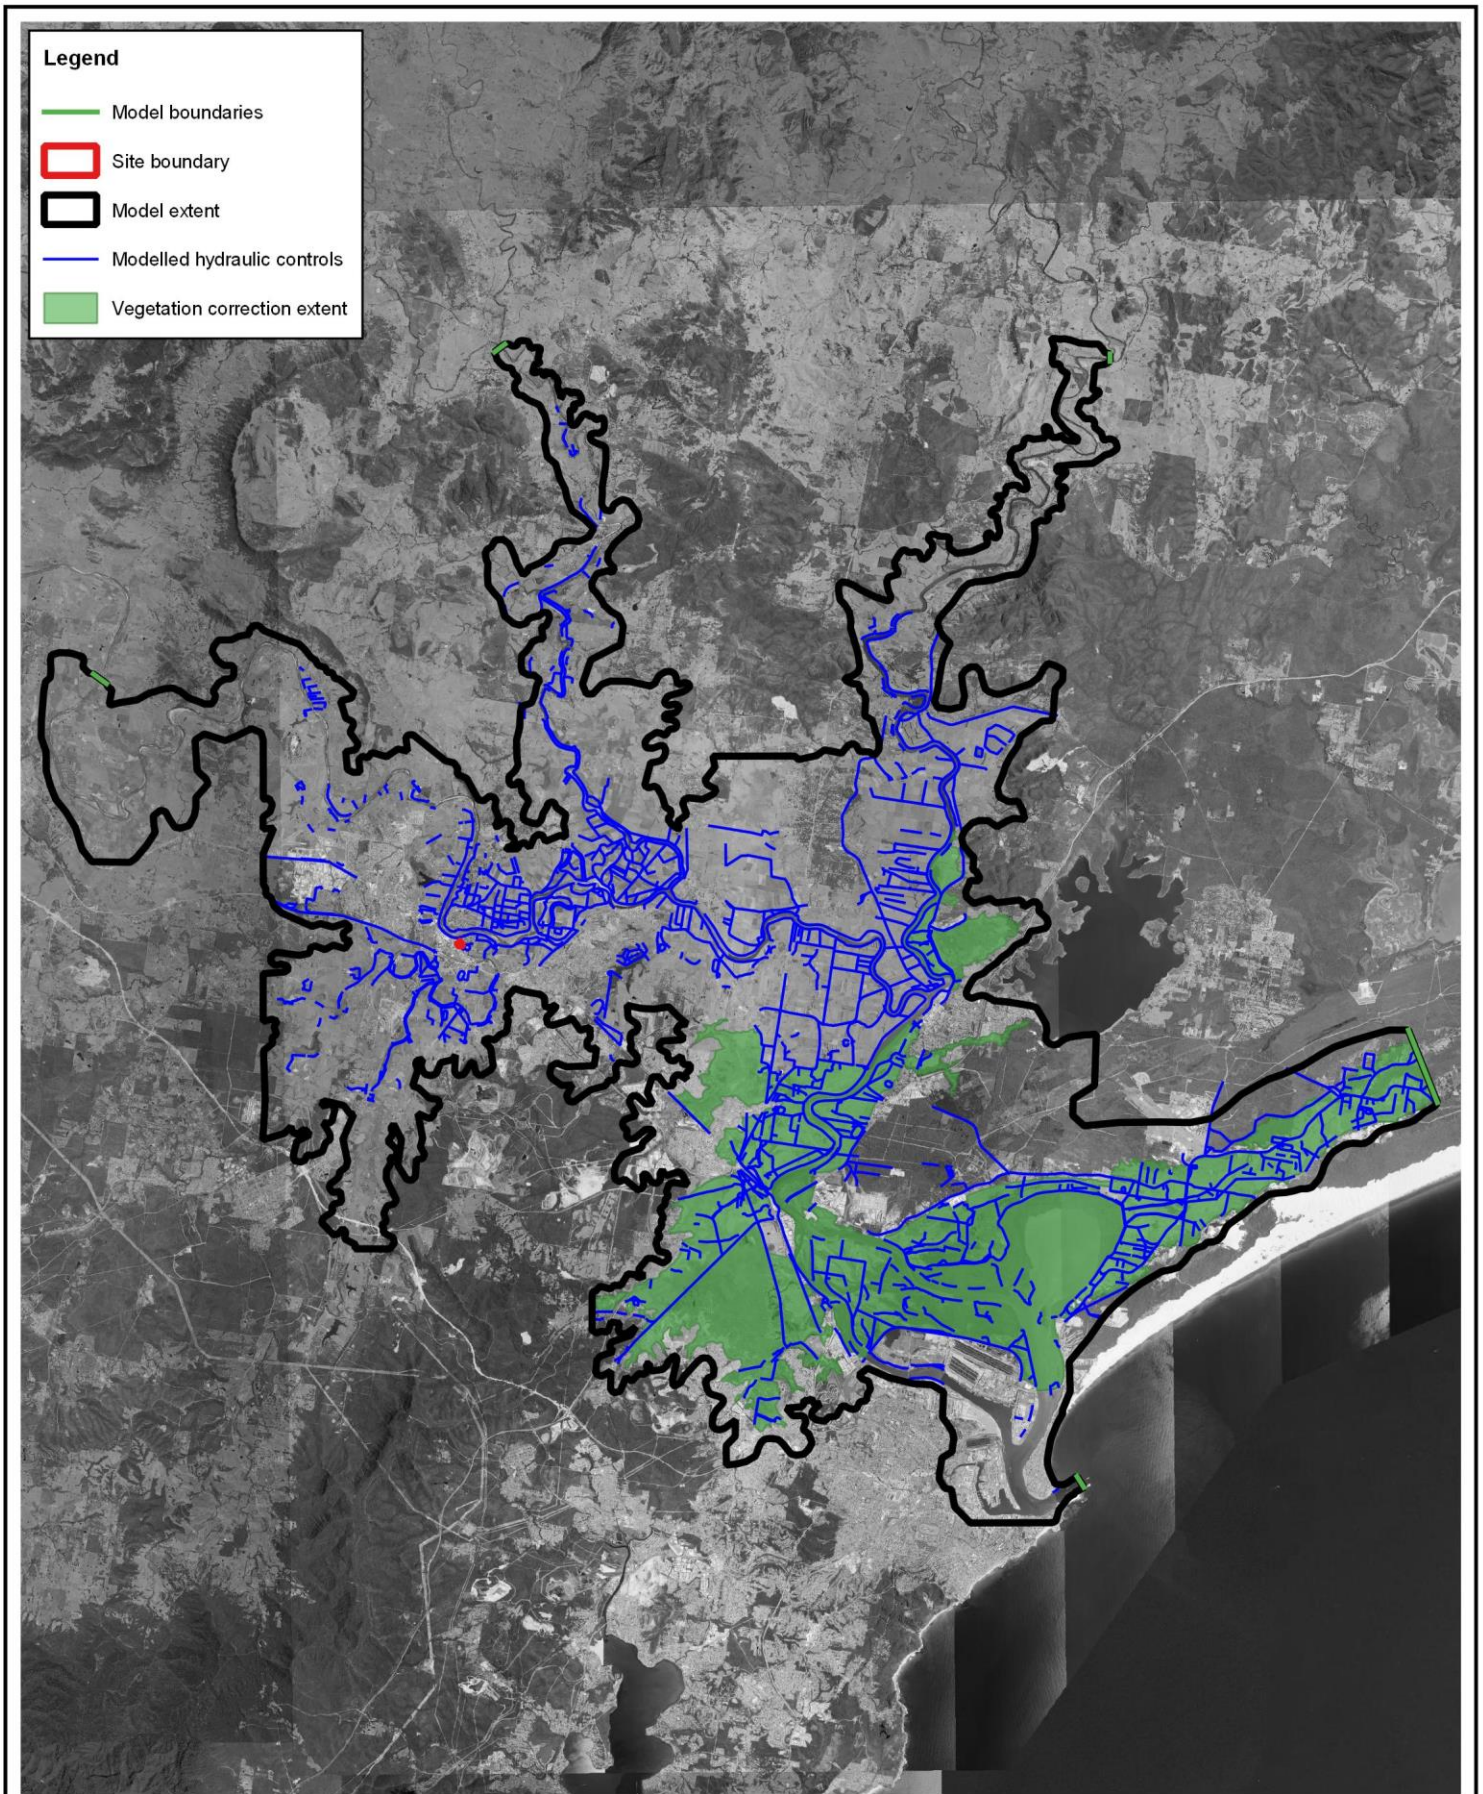 Legend
Model boundaries
Site boundary
Model extent
Modelled hydraulic controls
Vegetation correction extent